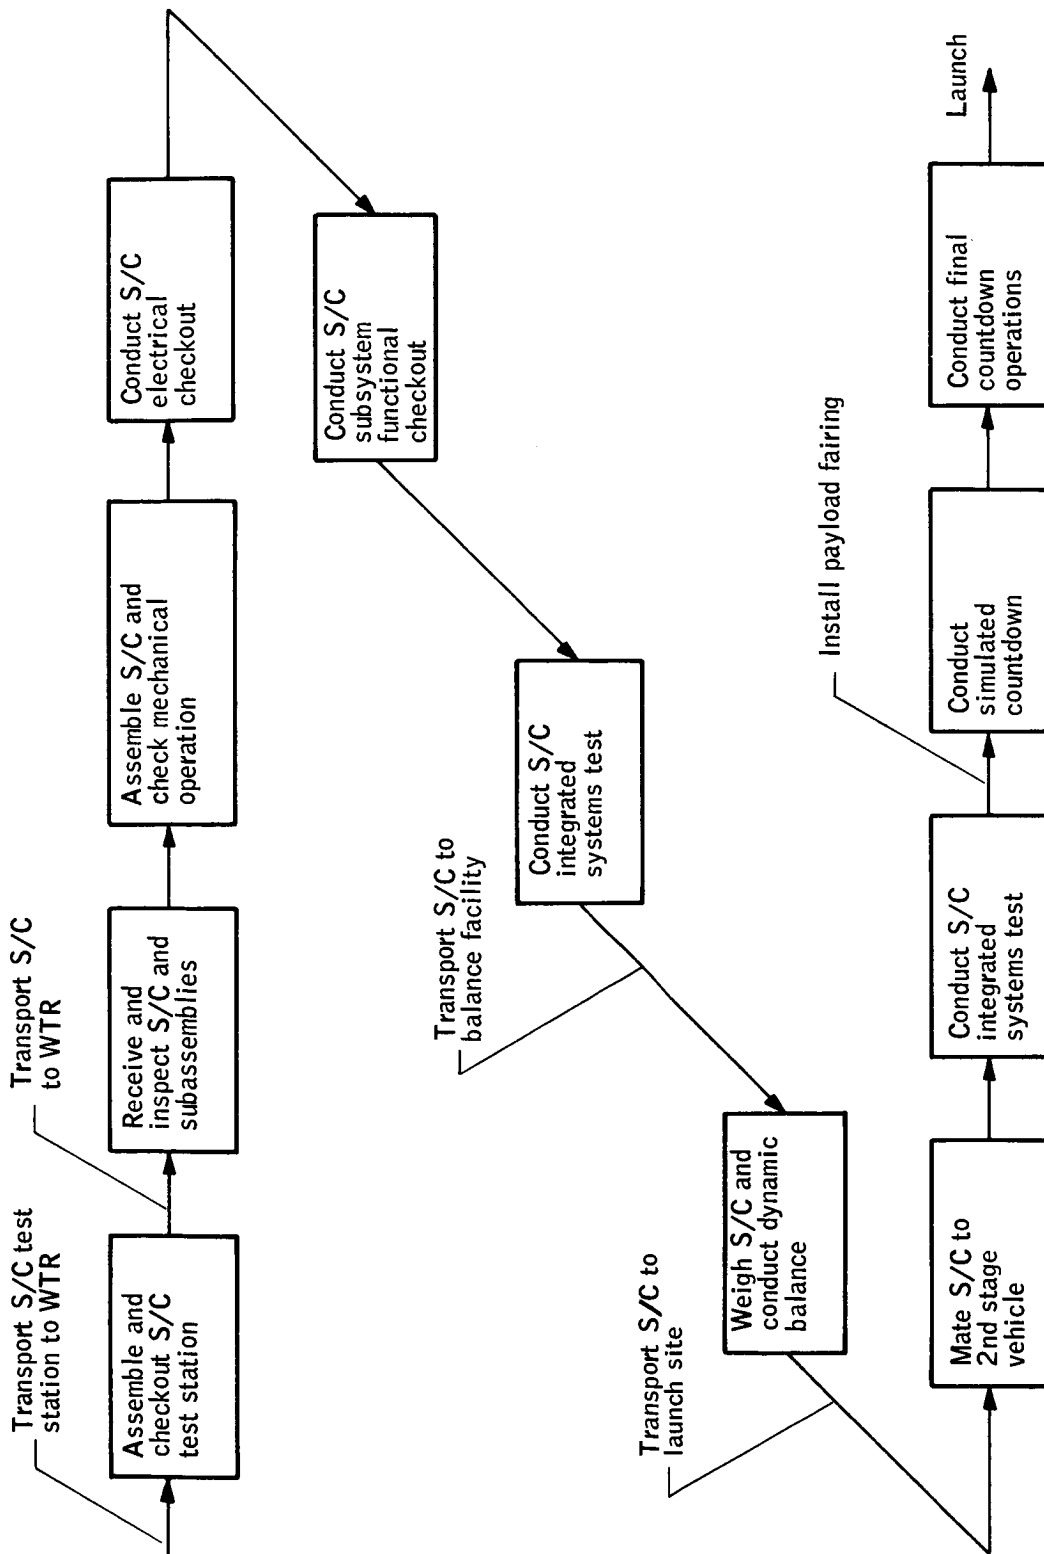 Transport S/C test
station to WTR
Assemble and
checkout S/C
test station
Transport S/C
to WTR
Receive and
inspect S/C and
subassemblies
Assemble S/C and
check mechanical
operation
Conduct S/C
electrical
checkout
Conduct S/C
subsystem
functional
checkout
Conduct S/C
integrated
systems test
Transport S/C to
balance facility
Weigh S/C and
conduct dynamic
balance
Transport S/C to
launch site
Mate S/C to
2nd stage
vehicle
Conduct S/C
integrated
systems test
Install payload fairing
Conduct
simulated
countdown
Conduct final
countdown
operations
Launch